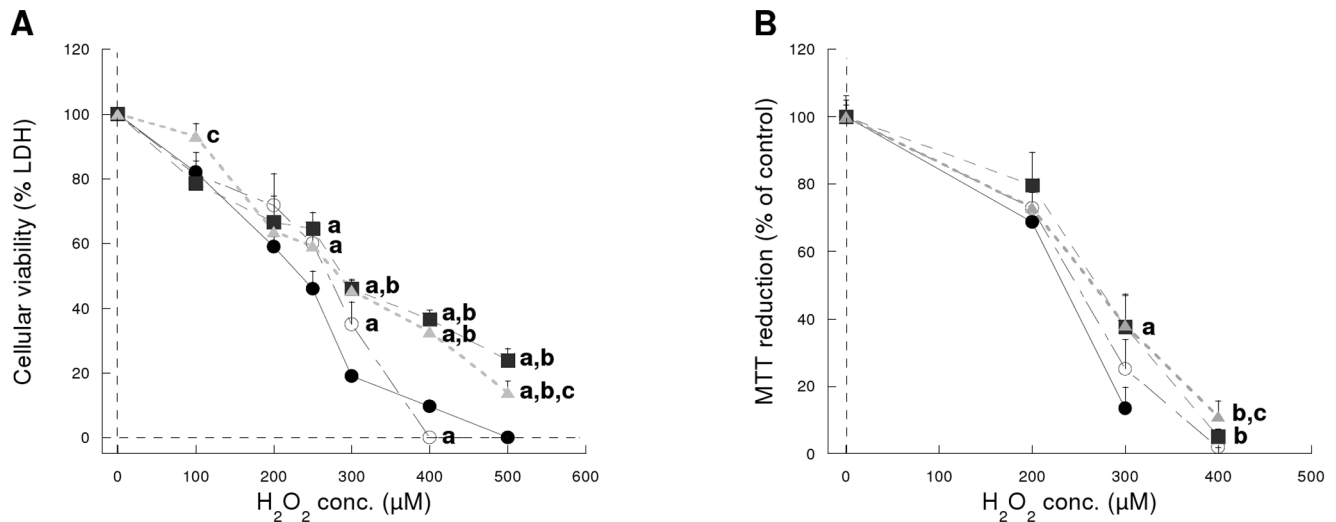 A
120
100
80
60
40
20
0
Cellular viability (% LDH)
c
a
a
a,b
a
a,b
a,b
a
a,b
a,b,c
0 100 200 300 400 500 600
H₂O₂ conc. (μM)
B
120
100
80
60
40
20
0
MTT reduction (% of control)
a
b,c
b
0 100 200 300 400 500
H₂O₂ conc. (μM)